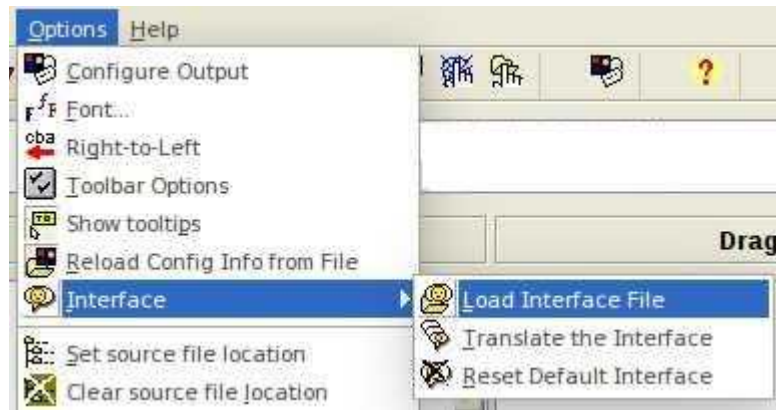 Options Help
Configure Output
Font...
Right-to-Left
Toolbar Options
Show tooltips
Reload Config Info from File
Interface
Set source file location
Clear source file location
Load Interface File
Translate the Interface
Reset Default Interface
Drag